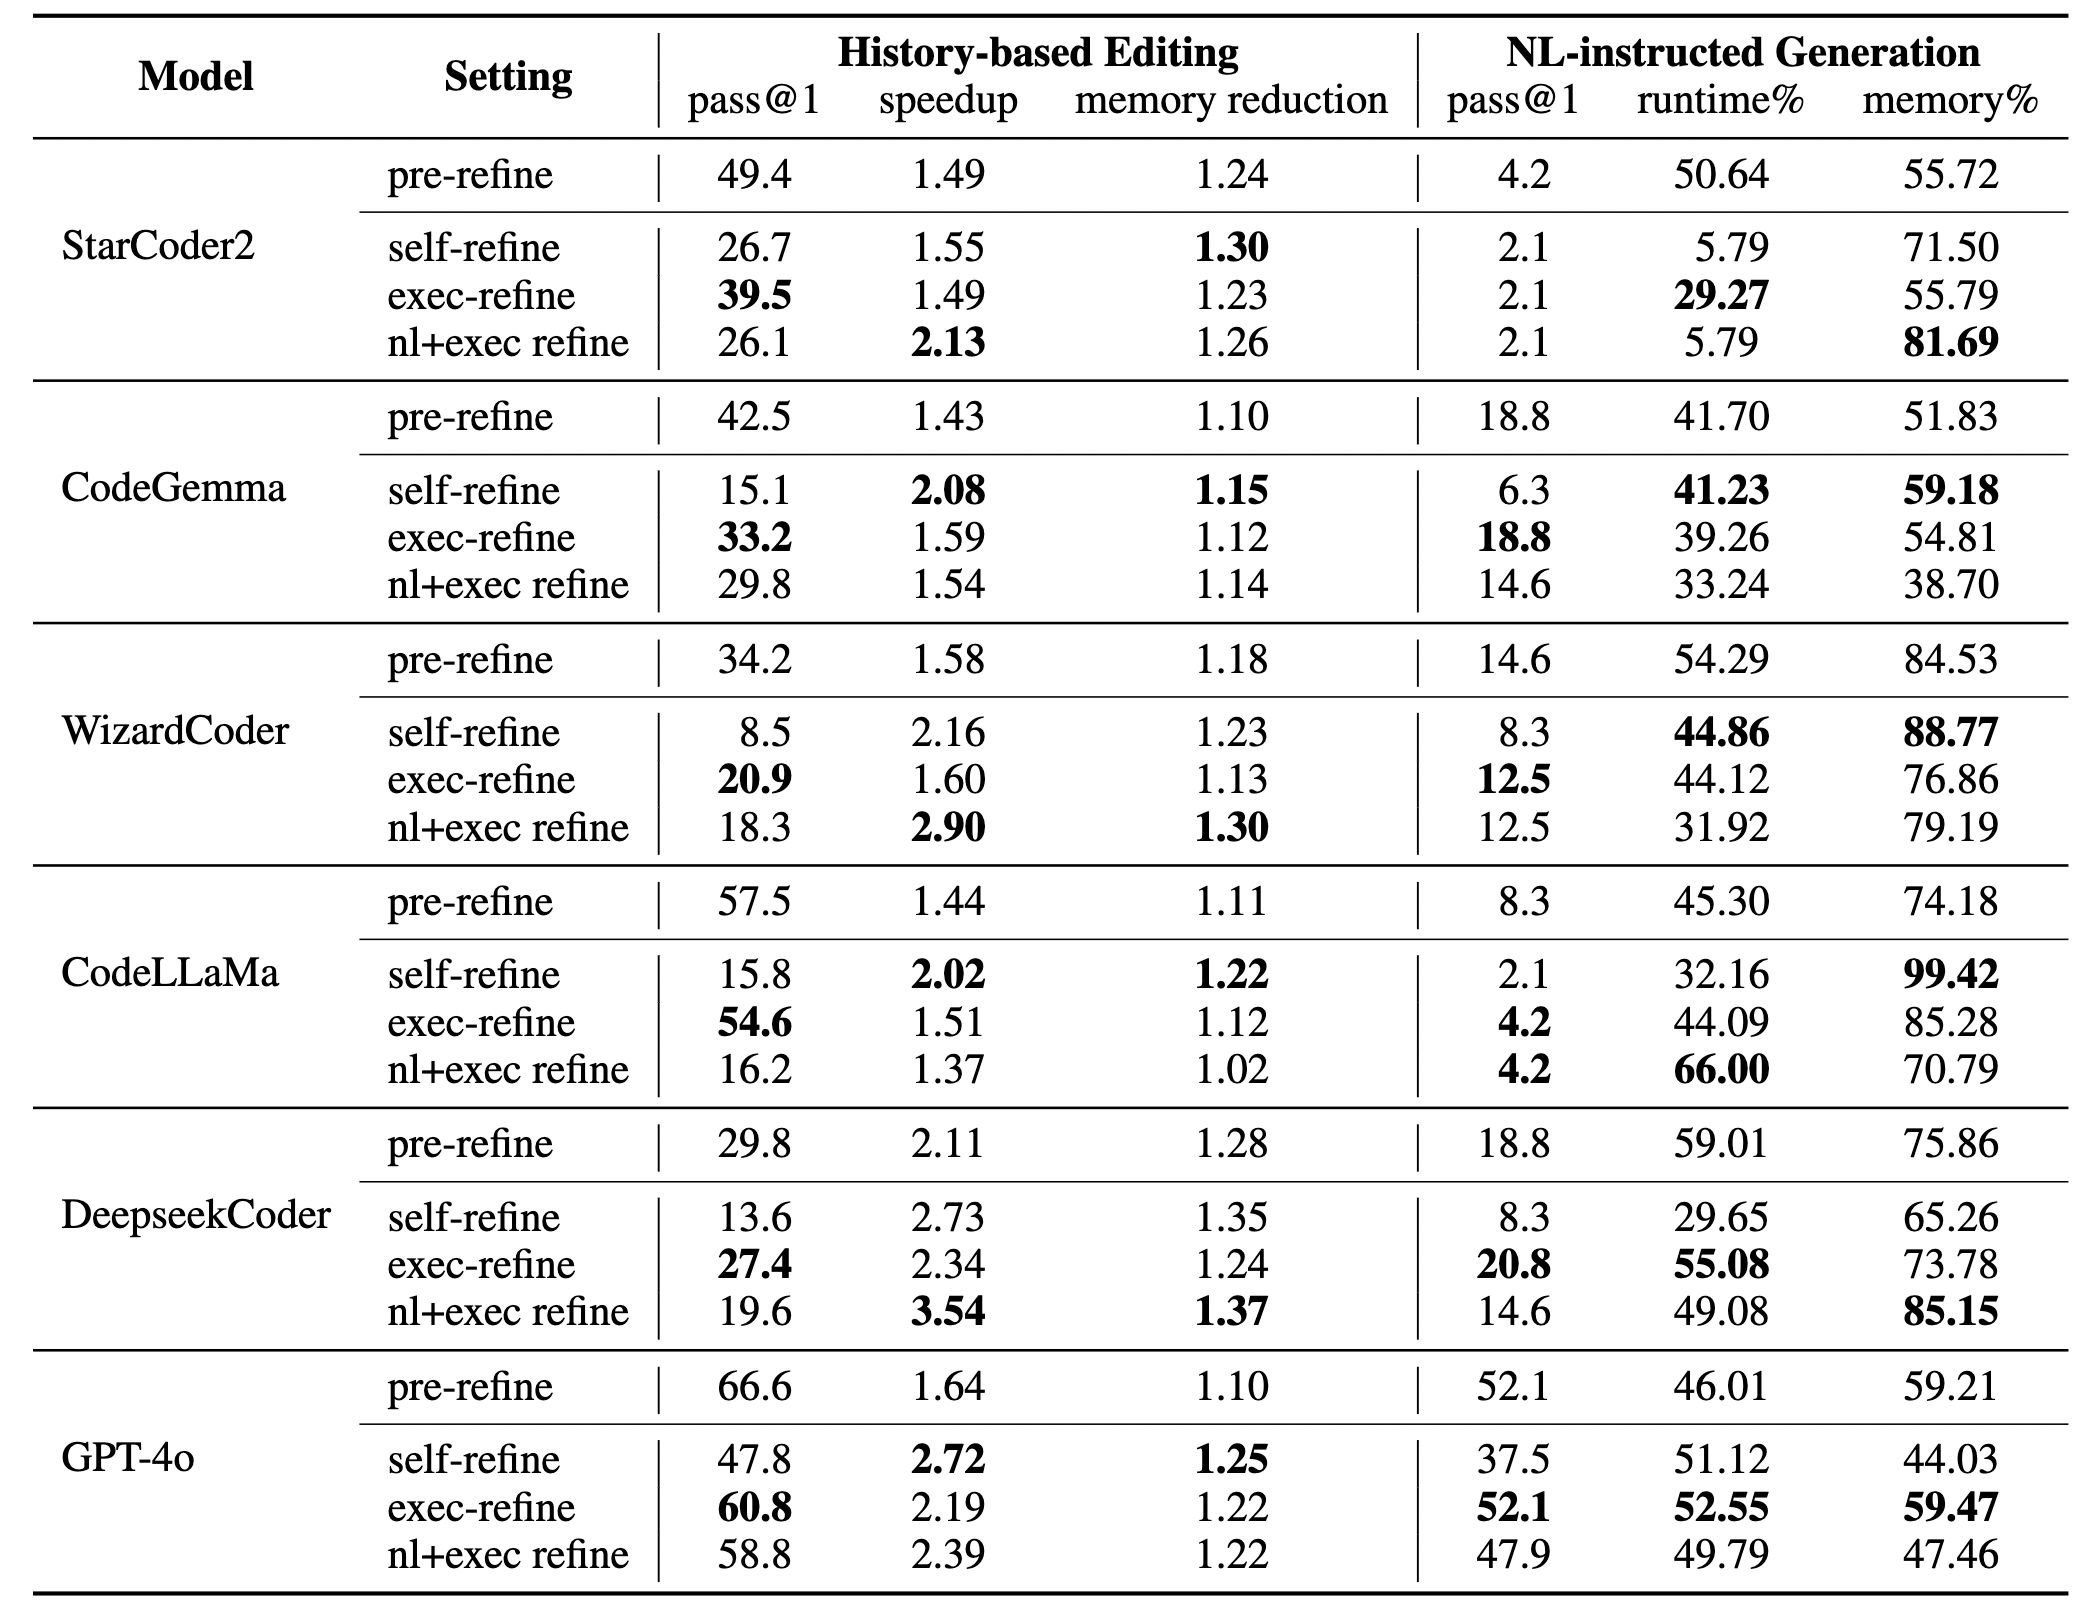 Model Setting History-based Editing NL-instructed Generation
pass@1 speedup memory reduction pass@1 runtime% memory%
pre-refine 49.4 1.49 1.24 4.2 50.64 55.72
StarCoder2 self-refine 26.7 1.55 1.30 2.1 5.79 71.50
exec-refine 39.5 1.49 1.23 2.1 29.27 55.79
nl+exec refine 26.1 2.13 1.26 2.1 5.79 81.69
pre-refine 42.5 1.43 1.10 18.8 41.70 51.83
CodeGemma self-refine 15.1 2.08 1.15 6.3 41.23 59.18
exec-refine 33.2 1.59 1.12 18.8 39.26 54.81
nl+exec refine 29.8 1.54 1.14 14.6 33.24 38.70
pre-refine 34.2 1.58 1.18 14.6 54.29 84.53
WizardCoder self-refine 8.5 2.16 1.23 8.3 44.86 88.77
exec-refine 20.9 1.60 1.13 12.5 44.12 76.86
nl+exec refine 18.3 2.90 1.30 12.5 31.92 79.19
pre-refine 57.5 1.44 1.11 8.3 45.30 74.18
CodeLLaMa self-refine 15.8 2.02 1.22 2.1 32.16 99.42
exec-refine 54.6 1.51 1.12 4.2 44.09 85.28
nl+exec refine 16.2 1.37 1.02 4.2 66.00 70.79
pre-refine 29.8 2.11 1.28 18.8 59.01 75.86
DeepseekCoder self-refine 13.6 2.73 1.35 8.3 29.65 65.26
exec-refine 27.4 2.34 1.24 20.8 55.08 73.78
nl+exec refine 19.6 3.54 1.37 14.6 49.08 85.15
pre-refine 66.6 1.64 1.10 52.1 46.01 59.21
GPT-4o self-refine 47.8 2.72 1.25 37.5 51.12 44.03
exec-refine 60.8 2.19 1.22 52.1 52.55 59.47
nl+exec refine 58.8 2.39 1.22 47.9 49.79 47.46